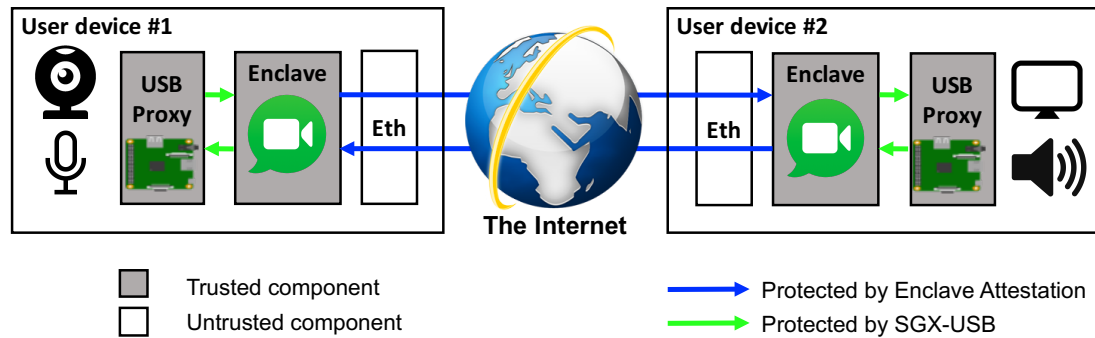 User device #1
USB
Proxy
Enclave
Eth
The Internet
User device #2
Eth
Enclave
USB
Proxy
Trusted component
Untrusted component
Protected by Enclave Attestation
Protected by SGX-USB